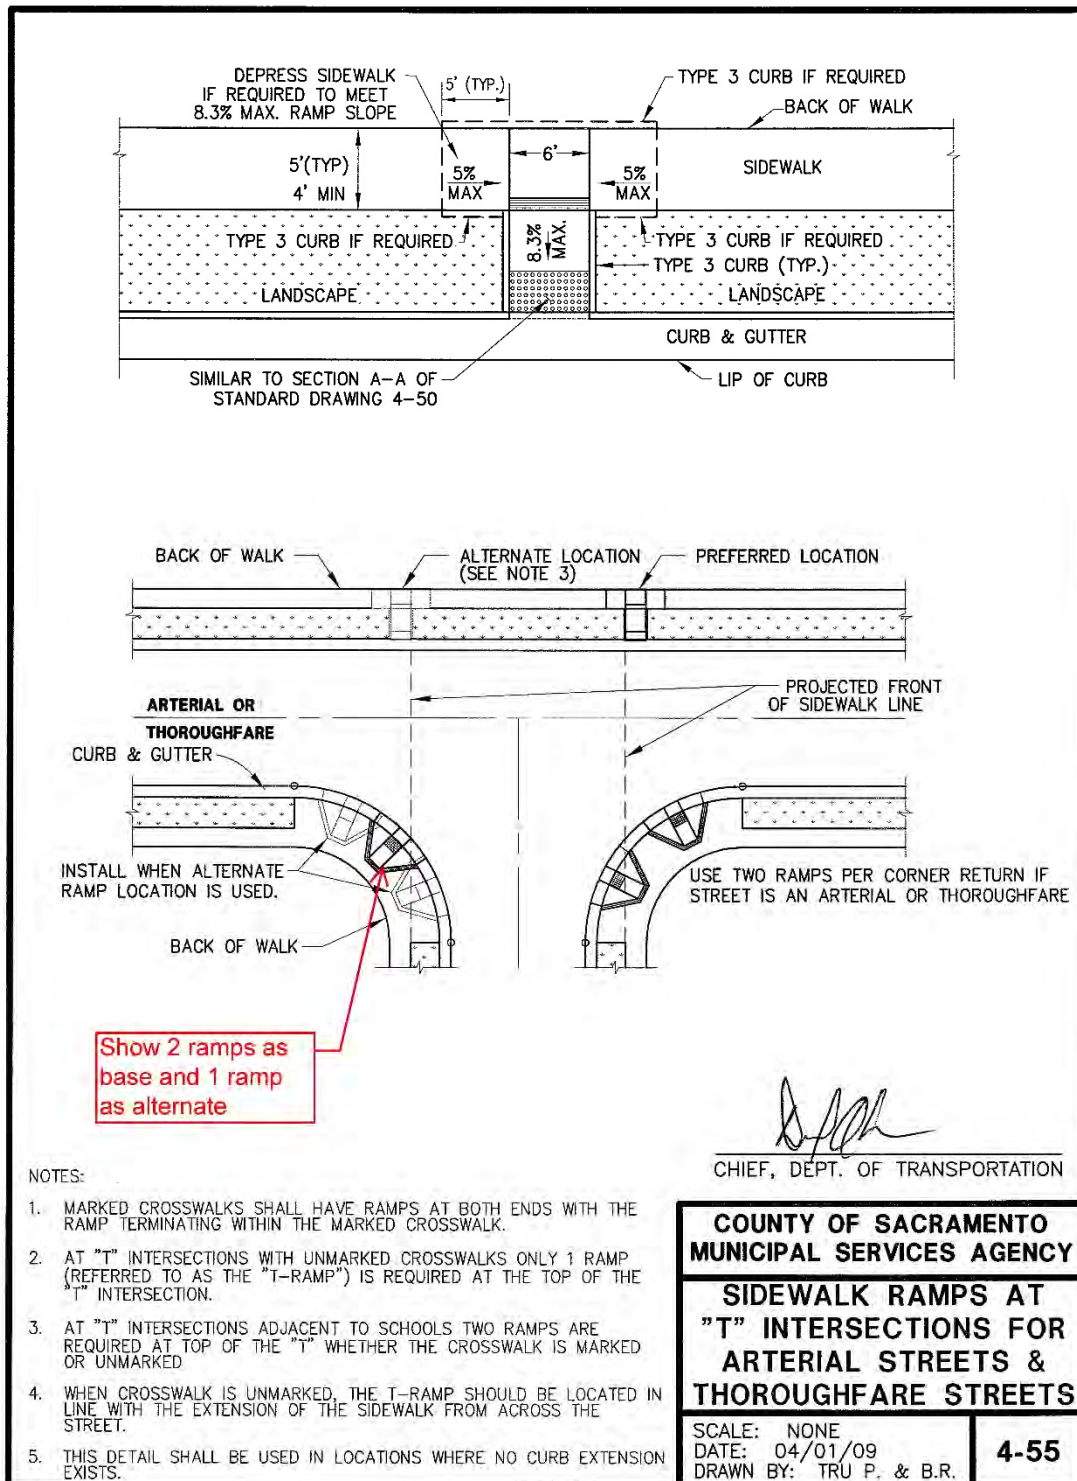 DEPRESS SIDEWALK
IF REQUIRED TO MEET
8.3% MAX. RAMP SLOPE
5' (TYP.)
TYPE 3 CURB IF REQUIRED
BACK OF WALK
5'(TYP)
4' MIN
6'
5%
MAX
5%
MAX
SIDEWALK
TYPE 3 CURB IF REQUIRED
8.3%
MAX.
TYPE 3 CURB IF REQUIRED
TYPE 3 CURB (TYP.)
LANDSCAPE
LANDSCAPE
CURB & GUTTER
SIMILAR TO SECTION A-A OF
STANDARD DRAWING 4-50
LIP OF CURB
BACK OF WALK
ALTERNATE LOCATION
(SEE NOTE 3)
PREFERRED LOCATION
PROJECTED FRONT
OF SIDEWALK LINE
ARTERIAL OR
THOROUGHFARE
CURB & GUTTER
INSTALL WHEN ALTERNATE
RAMP LOCATION IS USED.
USE TWO RAMPS PER CORNER RETURN IF
STREET IS AN ARTERIAL OR THOROUGHFARE
BACK OF WALK
Show 2 ramps as
base and 1 ramp
as alternate
CHIEF, DEPT. OF TRANSPORTATION
NOTES:
1. MARKED CROSSWALKS SHALL HAVE RAMPS AT BOTH ENDS WITH THE
RAMP TERMINATING WITHIN THE MARKED CROSSWALK.
2. AT "T" INTERSECTIONS WITH UNMARKED CROSSWALKS ONLY 1 RAMP
(REFERRED TO AS THE "T-RAMP") IS REQUIRED AT THE TOP OF THE
"T" INTERSECTION.
3. AT "T" INTERSECTIONS ADJACENT TO SCHOOLS TWO RAMPS ARE
REQUIRED AT TOP OF THE "T" WHETHER THE CROSSWALK IS MARKED
OR UNMARKED
4. WHEN CROSSWALK IS UNMARKED, THE T-RAMP SHOULD BE LOCATED IN
LINE WITH THE EXTENSION OF THE SIDEWALK FROM ACROSS THE
STREET.
5. THIS DETAIL SHALL BE USED IN LOCATIONS WHERE NO CURB EXTENSION
EXISTS.
COUNTY OF SACRAMENTO
MUNICIPAL SERVICES AGENCY
SIDEWALK RAMPS AT
"T" INTERSECTIONS FOR
ARTERIAL STREETS &
THOROUGHFARE STREETS
SCALE: NONE
DATE: 04/01/09
DRAWN BY: TRU P. & B.R.
4-55